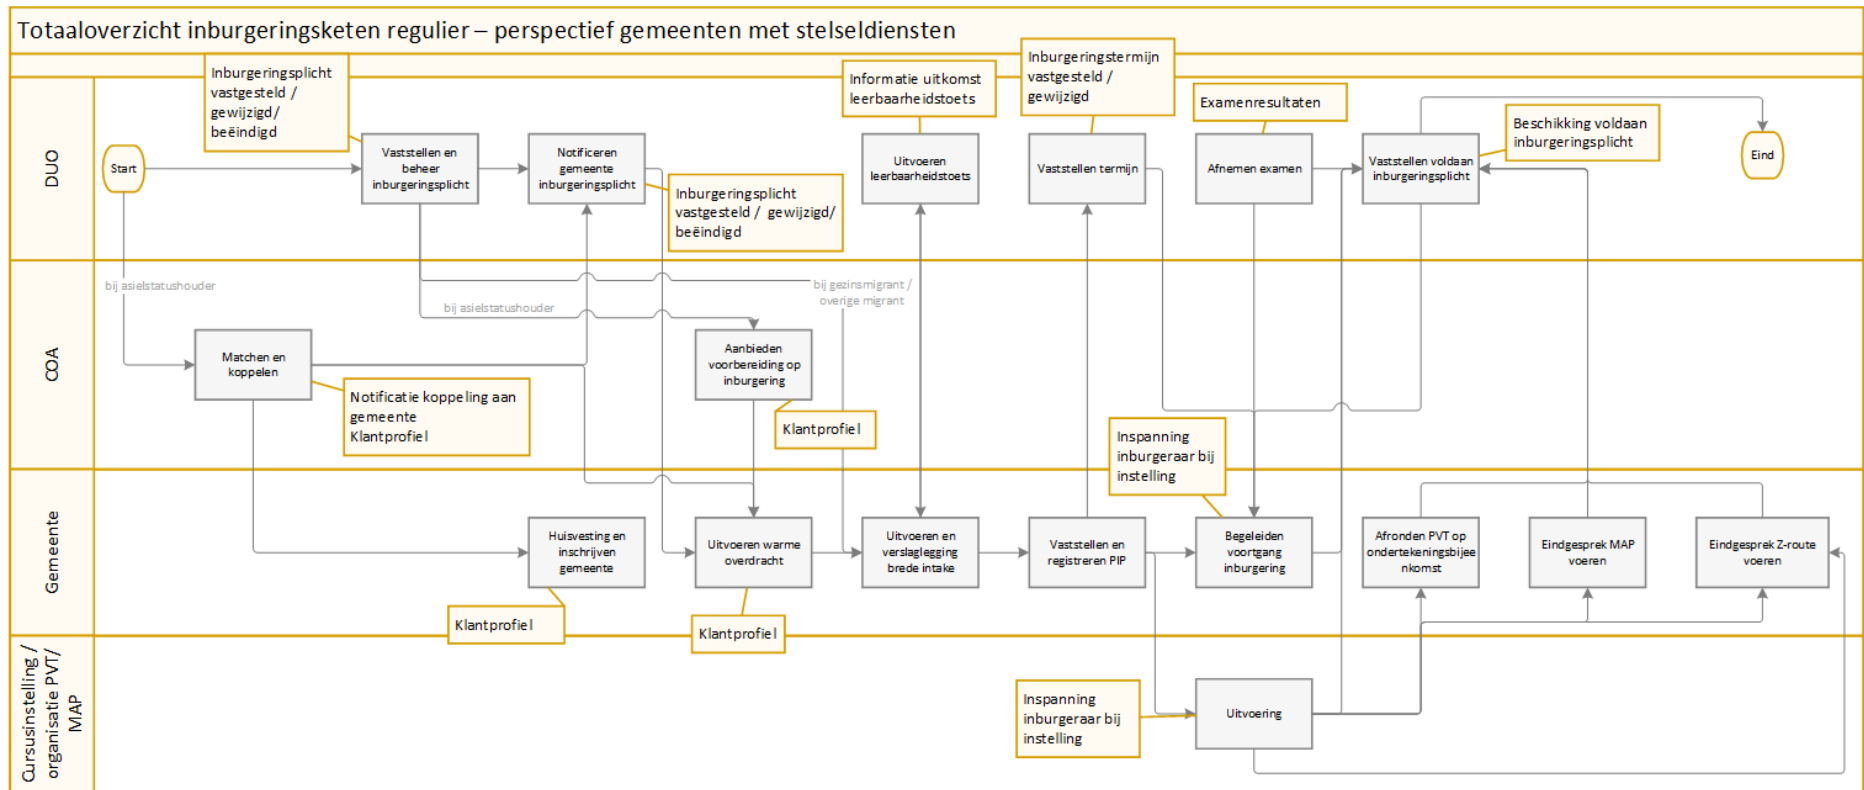 Totaaloverzicht inburgeringsketen regulier – perspectief gemeenten met stelseldiensten
DUO
Start
Inburgeringsplicht
vastgesteld /
gewijzigd/
beëindigd
Vaststellen en
beheer
inburgeringsplicht
Notificeren
gemeente
inburgeringsplicht
Inburgeringsplicht
vastgesteld / gewijzigd/
beëindigd
Informatie uitkomst
leerbaarheidstoets
Uitvoeren
leerbaarheidstoets
Inburgeringstermijn
vastgesteld /
gewijzigd
Vaststellen termijn
Examenresultaten
Afnemen examen
Vaststellen voldaan
inburgeringsplicht
Beschikking voldaan
inburgeringsplicht
Eind
COA
bij asielstatushouder
bij asielstatushouder
bij gezinsmigrant /
overige migrant
Matchen en
koppelen
Notificatie koppeling aan
gemeente
Klantprofiel
Aanbieden
voorbereiding op
inburgering
Klantprofiel
Inspanning
inburgeraar bij
instelling
Gemeente
Huisvesting en
inschrijven
gemeente
Klantprofiel
Uitvoeren warme
overdracht
Klantprofiel
Uitvoeren en
verslaglegging
brede intake
Vaststellen en
registreren PIP
Begeleiden
voortgang
inburgering
Afronden PVT op
ondertekeningsbijee
nkomst
Eindgesprek MAP
voeren
Eindgesprek Z-route
voeren
Cursusinstelling /
organisatie PVT/
MAP
Inspanning
inburgeraar bij
instelling
Uitvoering